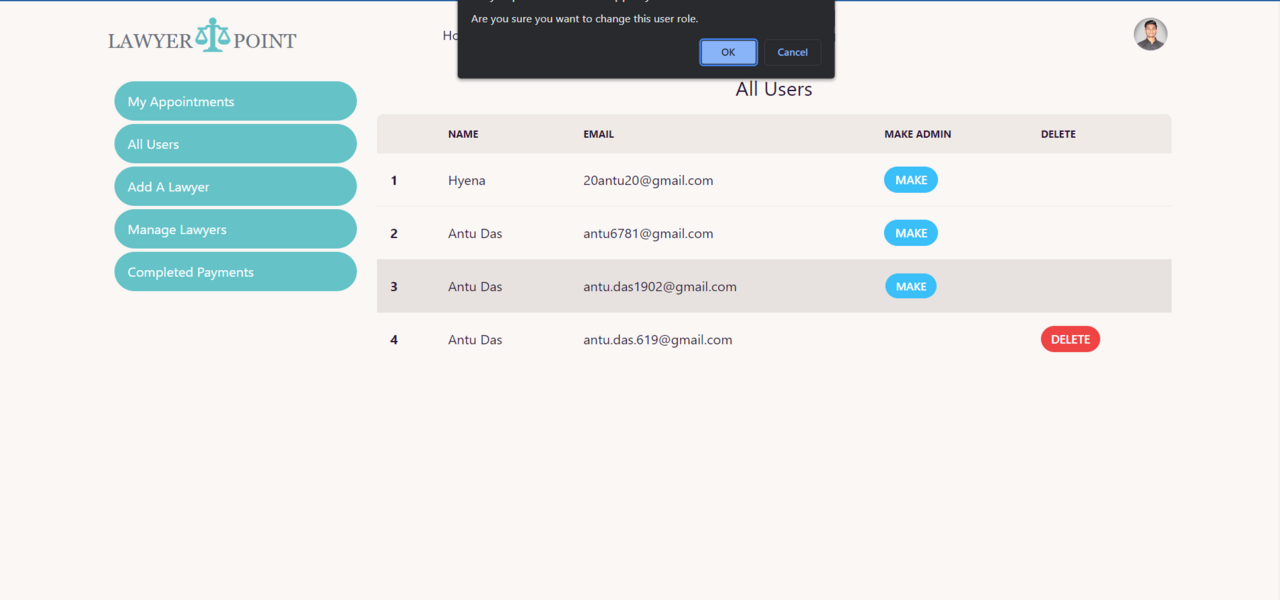 Are you sure you want to change this user role.
OK Cancel
LAWYER POINT
My Appointments
All Users
Add A Lawyer
Manage Lawyers
Completed Payments
All Users
NAME EMAIL MAKE ADMIN DELETE
1 Hyena 20antu20@gmail.com MAKE
2 Antu Das antu6781@gmail.com MAKE
3 Antu Das antu.das1902@gmail.com MAKE
4 Antu Das antu.das.619@gmail.com DELETE